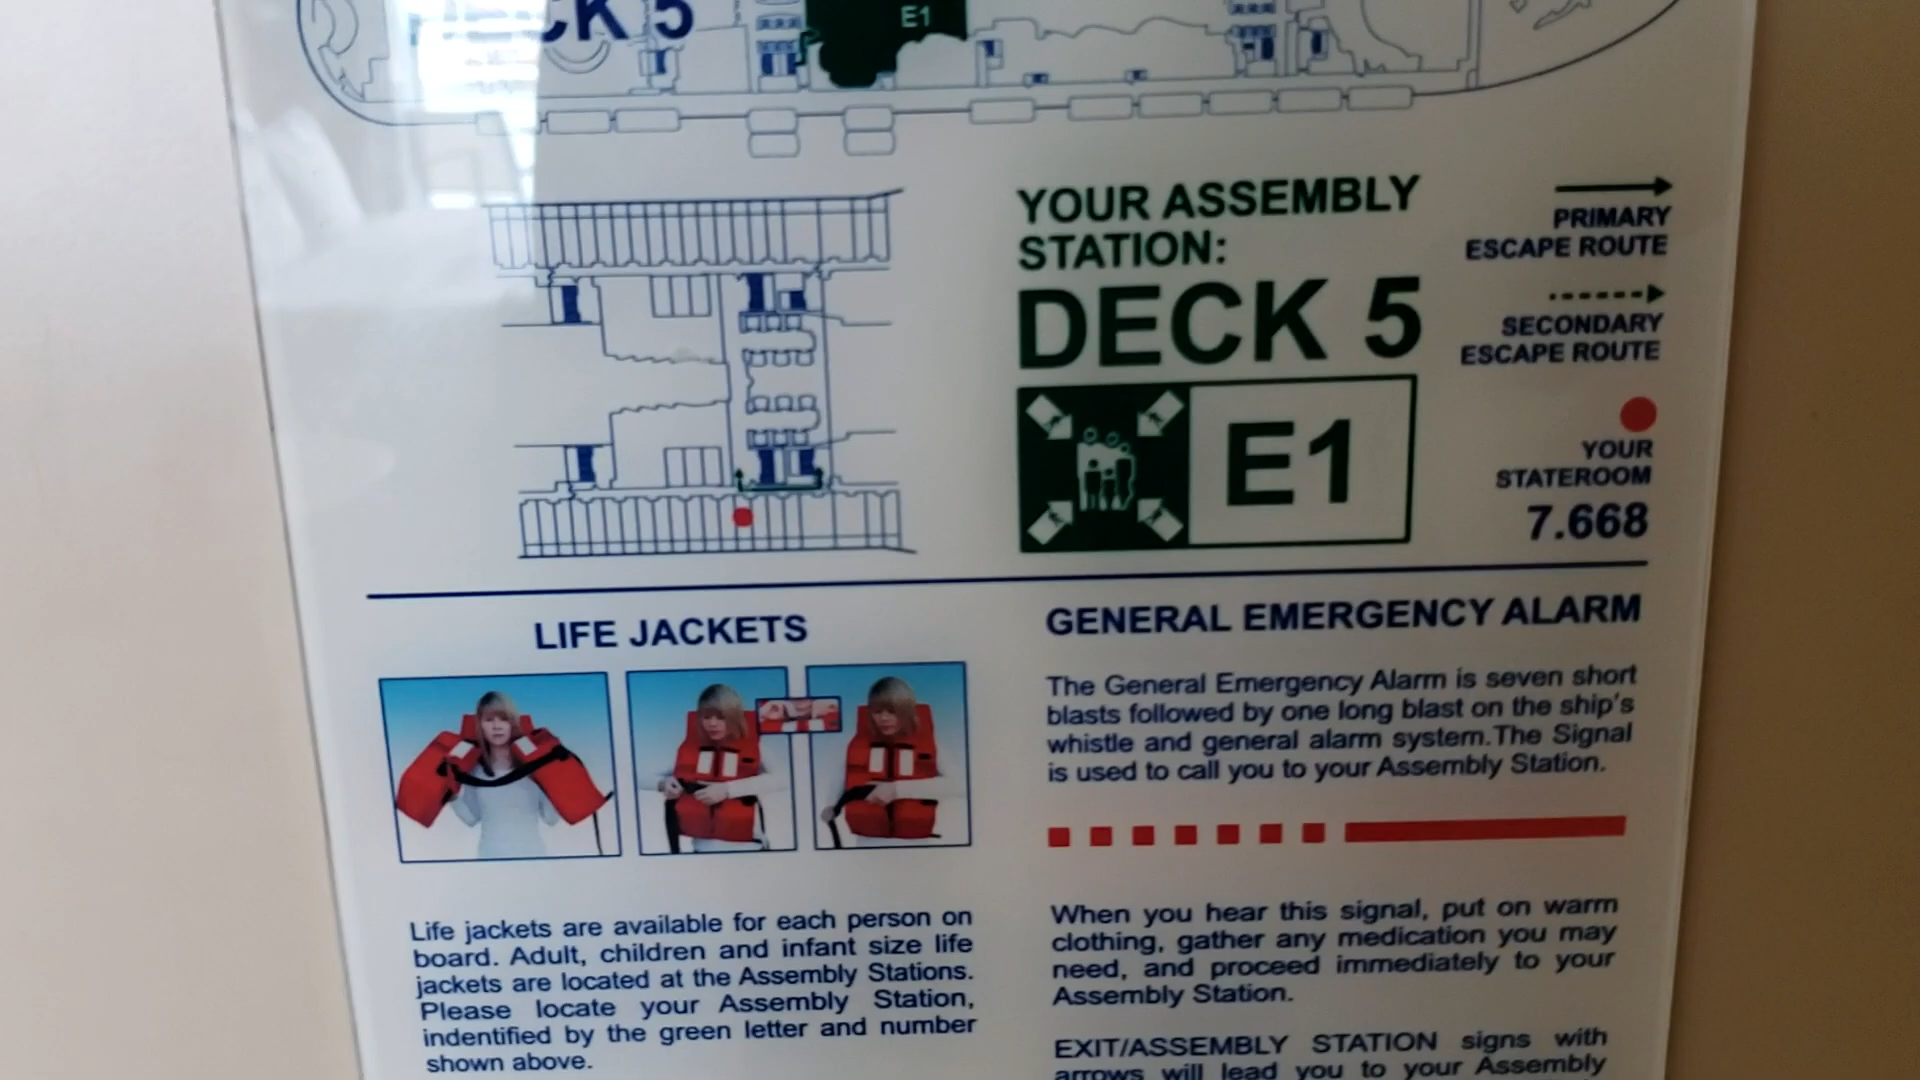 CK 5
E1
YOUR ASSEMBLY
STATION:
DECK 5
E1
PRIMARY
ESCAPE ROUTE
SECONDARY
ESCAPE ROUTE
YOUR
STATEROOM
7.668
LIFE JACKETS
Life jackets are available for each person on
board. Adult, children and infant size life
jackets are located at the Assembly Stations.
Please locate your Assembly Station,
indentified by the green letter and number
shown above.
GENERAL EMERGENCY ALARM
The General Emergency Alarm is seven short
blasts followed by one long blast on the ship's
whistle and general alarm system.The Signal
is used to call you to your Assembly Station.
When you hear this signal, put on warm
clothing, gather any medication you may
need, and proceed immediately to your
Assembly Station.
EXIT/ASSEMBLY STATION signs with
arrows will lead you to your Assembly